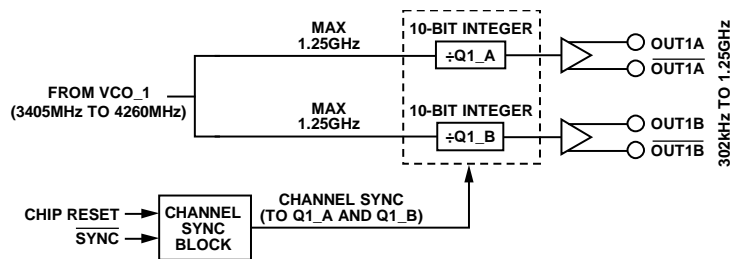 MAX
1.25GHz
10-BIT INTEGER
÷Q1_A
OUT1A
OUT1A
FROM VCO_1
(3405MHz TO 4260MHz)
MAX
1.25GHz
10-BIT INTEGER
÷Q1_B
OUT1B
OUT1B
302kHz TO 1.25GHz
CHIP RESET
SYNC
CHANNEL
SYNC
BLOCK
CHANNEL SYNC
(TO Q1_A AND Q1_B)